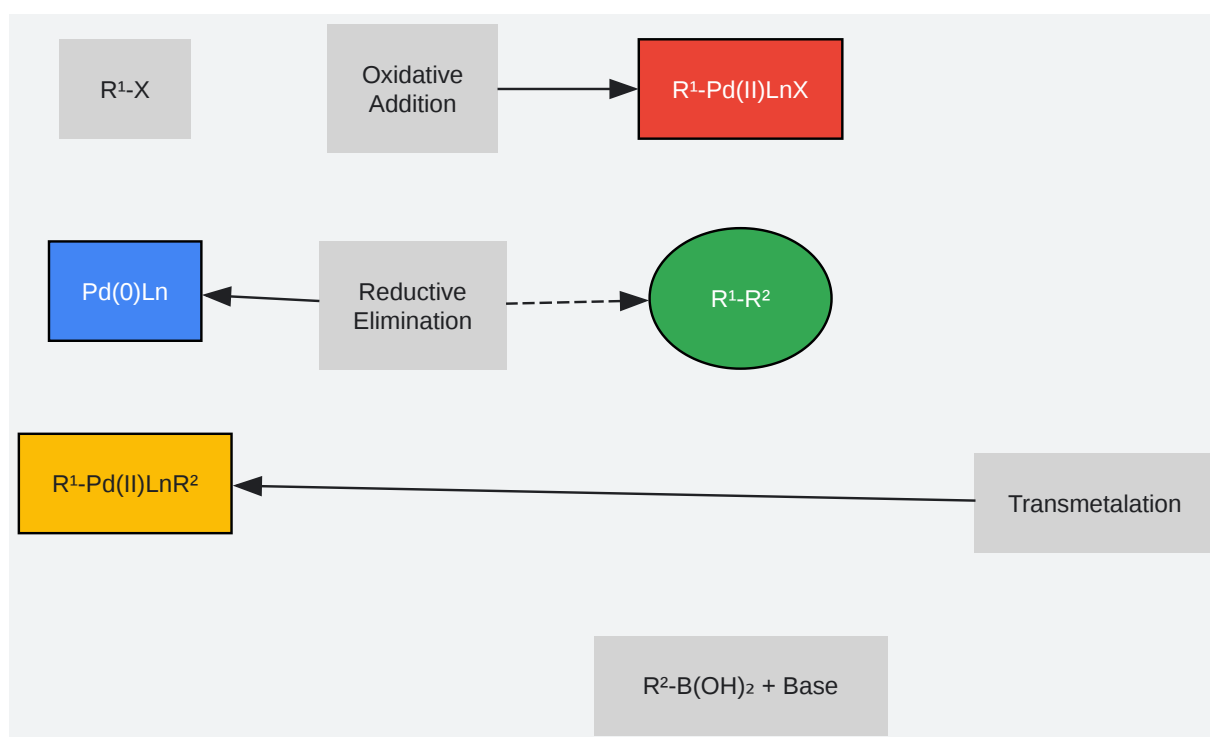 R¹-X
Oxidative
Addition
R¹-Pd(II)LnX
Pd(0)Ln
Reductive
Elimination
R¹-R²
R¹-Pd(II)LnR²
Transmetalation
R²-B(OH)₂ + Base